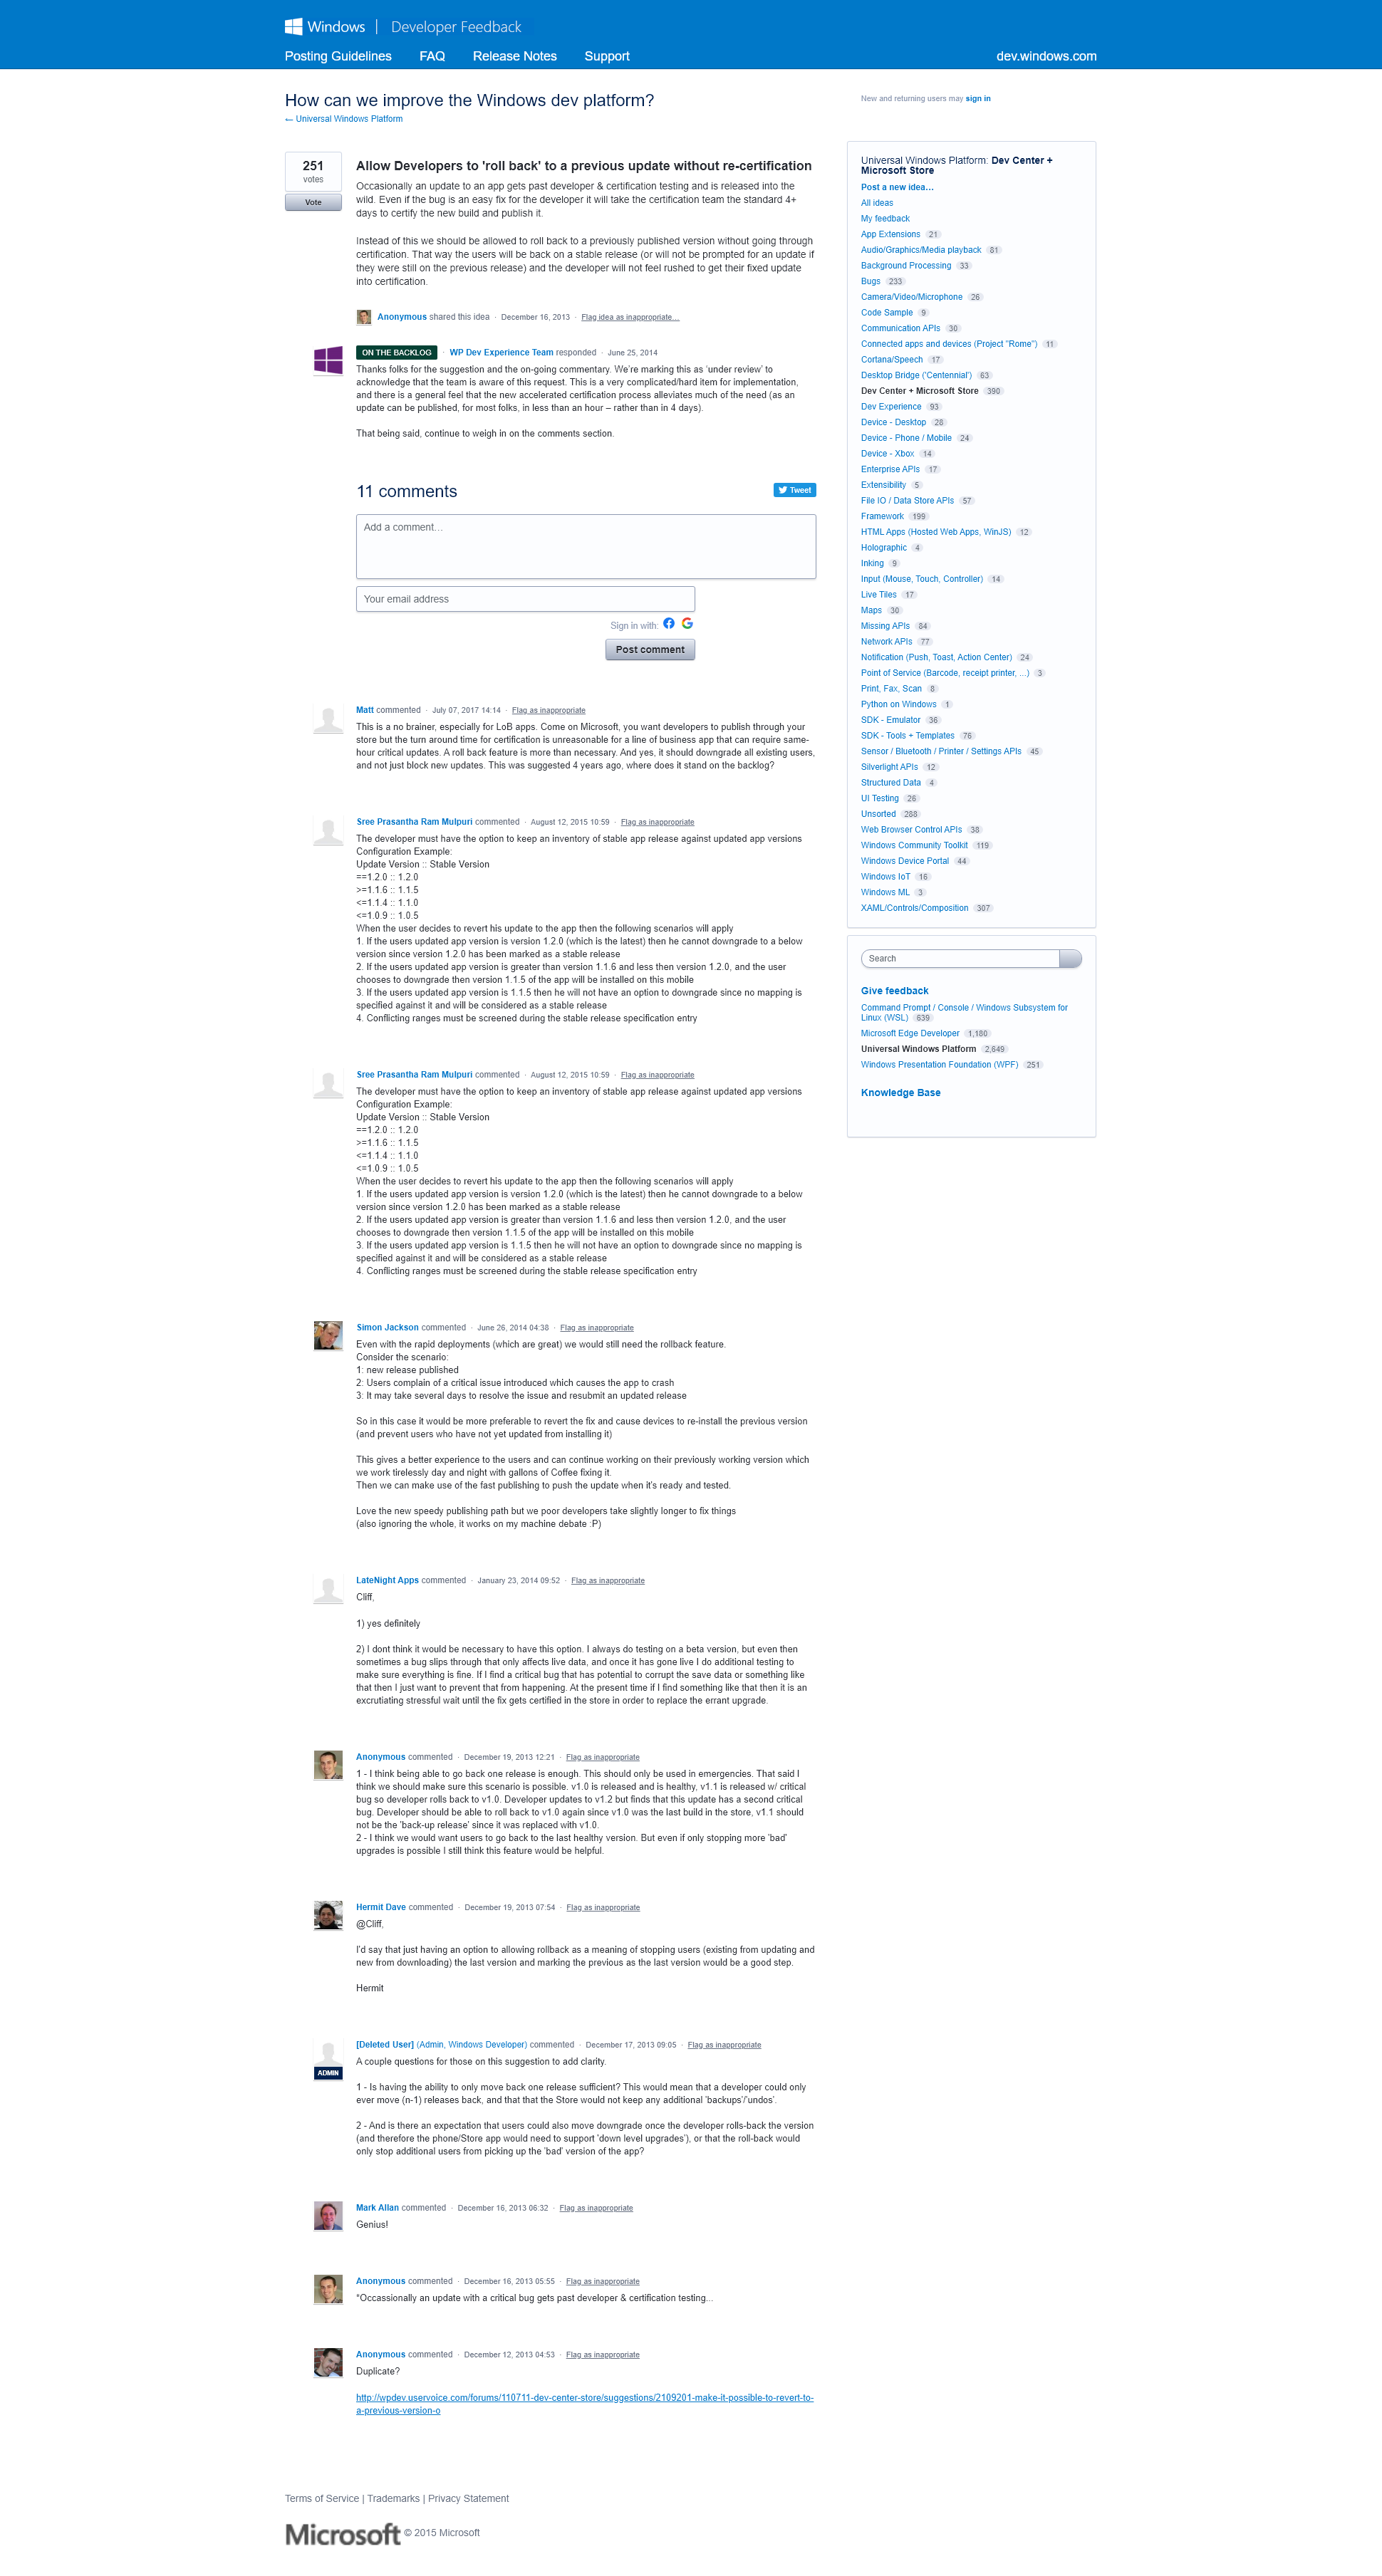 Windows | Developer Feedback
Posting Guidelines FAQ Release Notes Support dev.windows.com
How can we improve the Windows dev platform?
← Universal Windows Platform
New and returning users may sign in
251
votes
Vote
Allow Developers to 'roll back' to a previous update without re-certification
Occasionally an update to an app gets past developer & certification testing and is released into the
wild. Even if the bug is an easy fix for the developer it will take the certification team the standard 4+
days to certify the new build and publish it.
Instead of this we should be allowed to roll back to a previously published version without going through
certification. That way the users will be back on a stable release (or will not be prompted for an update if
they were still on the previous release) and the developer will not feel rushed to get their fixed update
into certification.
Anonymous shared this idea · December 16, 2013 · Flag idea as inappropriate…
ON THE BACKLOG · WP Dev Experience Team responded · June 25, 2014
Thanks folks for the suggestion and the on-going commentary. We're marking this as 'under review' to
acknowledge that the team is aware of this request. This is a very complicated/hard item for implementation,
and there is a general feel that the new accelerated certification process alleviates much of the need (as an
update can be published, for most folks, in less than an hour – rather than in 4 days).
That being said, continue to weigh in on the comments section.
11 comments
Tweet
Add a comment…
Your email address
Sign in with:
Post comment
Matt commented · July 07, 2017 14:14 · Flag as inappropriate
This is a no brainer, especially for LoB apps. Come on Microsoft, you want developers to publish through your
store but the turn around time for certification is unreasonable for a line of business app that can require same-
hour critical updates. A roll back feature is more than necessary. And yes, it should downgrade all existing users,
and not just block new updates. This was suggested 4 years ago, where does it stand on the backlog?
Sree Prasantha Ram Mulpuri commented · August 12, 2015 10:59 · Flag as inappropriate
The developer must have the option to keep an inventory of stable app release against updated app versions
Configuration Example:
Update Version :: Stable Version
==1.2.0 :: 1.2.0
>=1.1.6 :: 1.1.5
<=1.1.4 :: 1.1.0
<=1.0.9 :: 1.0.5
When the user decides to revert his update to the app then the following scenarios will apply
1. If the users updated app version is version 1.2.0 (which is the latest) then he cannot downgrade to a below
version since version 1.2.0 has been marked as a stable release
2. If the users updated app version is greater than version 1.1.6 and less then version 1.2.0, and the user
chooses to downgrade then version 1.1.5 of the app will be installed on this mobile
3. If the users updated app version is 1.1.5 then he will not have an option to downgrade since no mapping is
specified against it and will be considered as a stable release
4. Conflicting ranges must be screened during the stable release specification entry
Sree Prasantha Ram Mulpuri commented · August 12, 2015 10:59 · Flag as inappropriate
The developer must have the option to keep an inventory of stable app release against updated app versions
Configuration Example:
Update Version :: Stable Version
==1.2.0 :: 1.2.0
>=1.1.6 :: 1.1.5
<=1.1.4 :: 1.1.0
<=1.0.9 :: 1.0.5
When the user decides to revert his update to the app then the following scenarios will apply
1. If the users updated app version is version 1.2.0 (which is the latest) then he cannot downgrade to a below
version since version 1.2.0 has been marked as a stable release
2. If the users updated app version is greater than version 1.1.6 and less then version 1.2.0, and the user
chooses to downgrade then version 1.1.5 of the app will be installed on this mobile
3. If the users updated app version is 1.1.5 then he will not have an option to downgrade since no mapping is
specified against it and will be considered as a stable release
4. Conflicting ranges must be screened during the stable release specification entry
Simon Jackson commented · June 26, 2014 04:38 · Flag as inappropriate
Even with the rapid deployments (which are great) we would still need the rollback feature.
Consider the scenario:
1: new release published
2: Users complain of a critical issue introduced which causes the app to crash
3: It may take several days to resolve the issue and resubmit an updated release
So in this case it would be more preferable to revert the fix and cause devices to re-install the previous version
(and prevent users who have not yet updated from installing it)
This gives a better experience to the users and can continue working on their previously working version which
we work tirelessly day and night with gallons of Coffee fixing it.
Then we can make use of the fast publishing to push the update when it's ready and tested.
Love the new speedy publishing path but we poor developers take slightly longer to fix things
(also ignoring the whole, it works on my machine debate :P)
LateNight Apps commented · January 23, 2014 09:52 · Flag as inappropriate
Cliff,
1) yes definitely
2) I dont think it would be necessary to have this option. I always do testing on a beta version, but even then
sometimes a bug slips through that only affects live data, and once it has gone live I do additional testing to
make sure everything is fine. If I find a critical bug that has potential to corrupt the save data or something like
that then I just want to prevent that from happening. At the present time if I find something like that then it is an
excrutiating stressful wait until the fix gets certified in the store in order to replace the errant upgrade.
Anonymous commented · December 19, 2013 12:21 · Flag as inappropriate
1 - I think being able to go back one release is enough. This should only be used in emergencies. That said I
think we should make sure this scenario is possible. v1.0 is released and is healthy, v1.1 is released w/ critical
bug so developer rolls back to v1.0. Developer updates to v1.2 but finds that this update has a second critical
bug. Developer should be able to roll back to v1.0 again since v1.0 was the last build in the store, v1.1 should
not be the 'back-up release' since it was replaced with v1.0.
2 - I think we would want users to go back to the last healthy version. But even if only stopping more 'bad'
upgrades is possible I still think this feature would be helpful.
Hermit Dave commented · December 19, 2013 07:54 · Flag as inappropriate
@Cliff,
I'd say that just having an option to allowing rollback as a meaning of stopping users (existing from updating and
new from downloading) the last version and marking the previous as the last version would be a good step.
Hermit
[Deleted User] (Admin, Windows Developer) commented · December 17, 2013 09:05 · Flag as inappropriate
ADMIN
A couple questions for those on this suggestion to add clarity.
1 - Is having the ability to only move back one release sufficient? This would mean that a developer could only
ever move (n-1) releases back, and that that the Store would not keep any additional 'backups'/'undos'.
2 - And is there an expectation that users could also move downgrade once the developer rolls-back the version
(and therefore the phone/Store app would need to support 'down level upgrades'), or that the roll-back would
only stop additional users from picking up the 'bad' version of the app?
Mark Allan commented · December 16, 2013 06:32 · Flag as inappropriate
Genius!
Anonymous commented · December 16, 2013 05:55 · Flag as inappropriate
*Occassionally an update with a critical bug gets past developer & certification testing...
Anonymous commented · December 12, 2013 04:53 · Flag as inappropriate
Duplicate?
http://wpdev.uservoice.com/forums/110711-dev-center-store/suggestions/2109201-make-it-possible-to-revert-to-
a-previous-version-o
Universal Windows Platform: Dev Center +
Microsoft Store
Post a new idea…
All ideas
My feedback
App Extensions 21
Audio/Graphics/Media playback 81
Background Processing 33
Bugs 233
Camera/Video/Microphone 26
Code Sample 9
Communication APIs 30
Connected apps and devices (Project "Rome") 11
Cortana/Speech 17
Desktop Bridge ('Centennial') 63
Dev Center + Microsoft Store 390
Dev Experience 93
Device - Desktop 28
Device - Phone / Mobile 24
Device - Xbox 14
Enterprise APIs 17
Extensibility 5
File IO / Data Store APIs 57
Framework 199
HTML Apps (Hosted Web Apps, WinJS) 12
Holographic 4
Inking 9
Input (Mouse, Touch, Controller) 14
Live Tiles 17
Maps 30
Missing APIs 84
Network APIs 77
Notification (Push, Toast, Action Center) 24
Point of Service (Barcode, receipt printer, ...) 3
Print, Fax, Scan 8
Python on Windows 1
SDK - Emulator 36
SDK - Tools + Templates 76
Sensor / Bluetooth / Printer / Settings APIs 45
Silverlight APIs 12
Structured Data 4
UI Testing 26
Unsorted 288
Web Browser Control APIs 38
Windows Community Toolkit 119
Windows Device Portal 44
Windows IoT 16
Windows ML 3
XAML/Controls/Composition 307
Search
Give feedback
Command Prompt / Console / Windows Subsystem for
Linux (WSL) 639
Microsoft Edge Developer 1,180
Universal Windows Platform 2,649
Windows Presentation Foundation (WPF) 251
Knowledge Base
Terms of Service | Trademarks | Privacy Statement
Microsoft © 2015 Microsoft